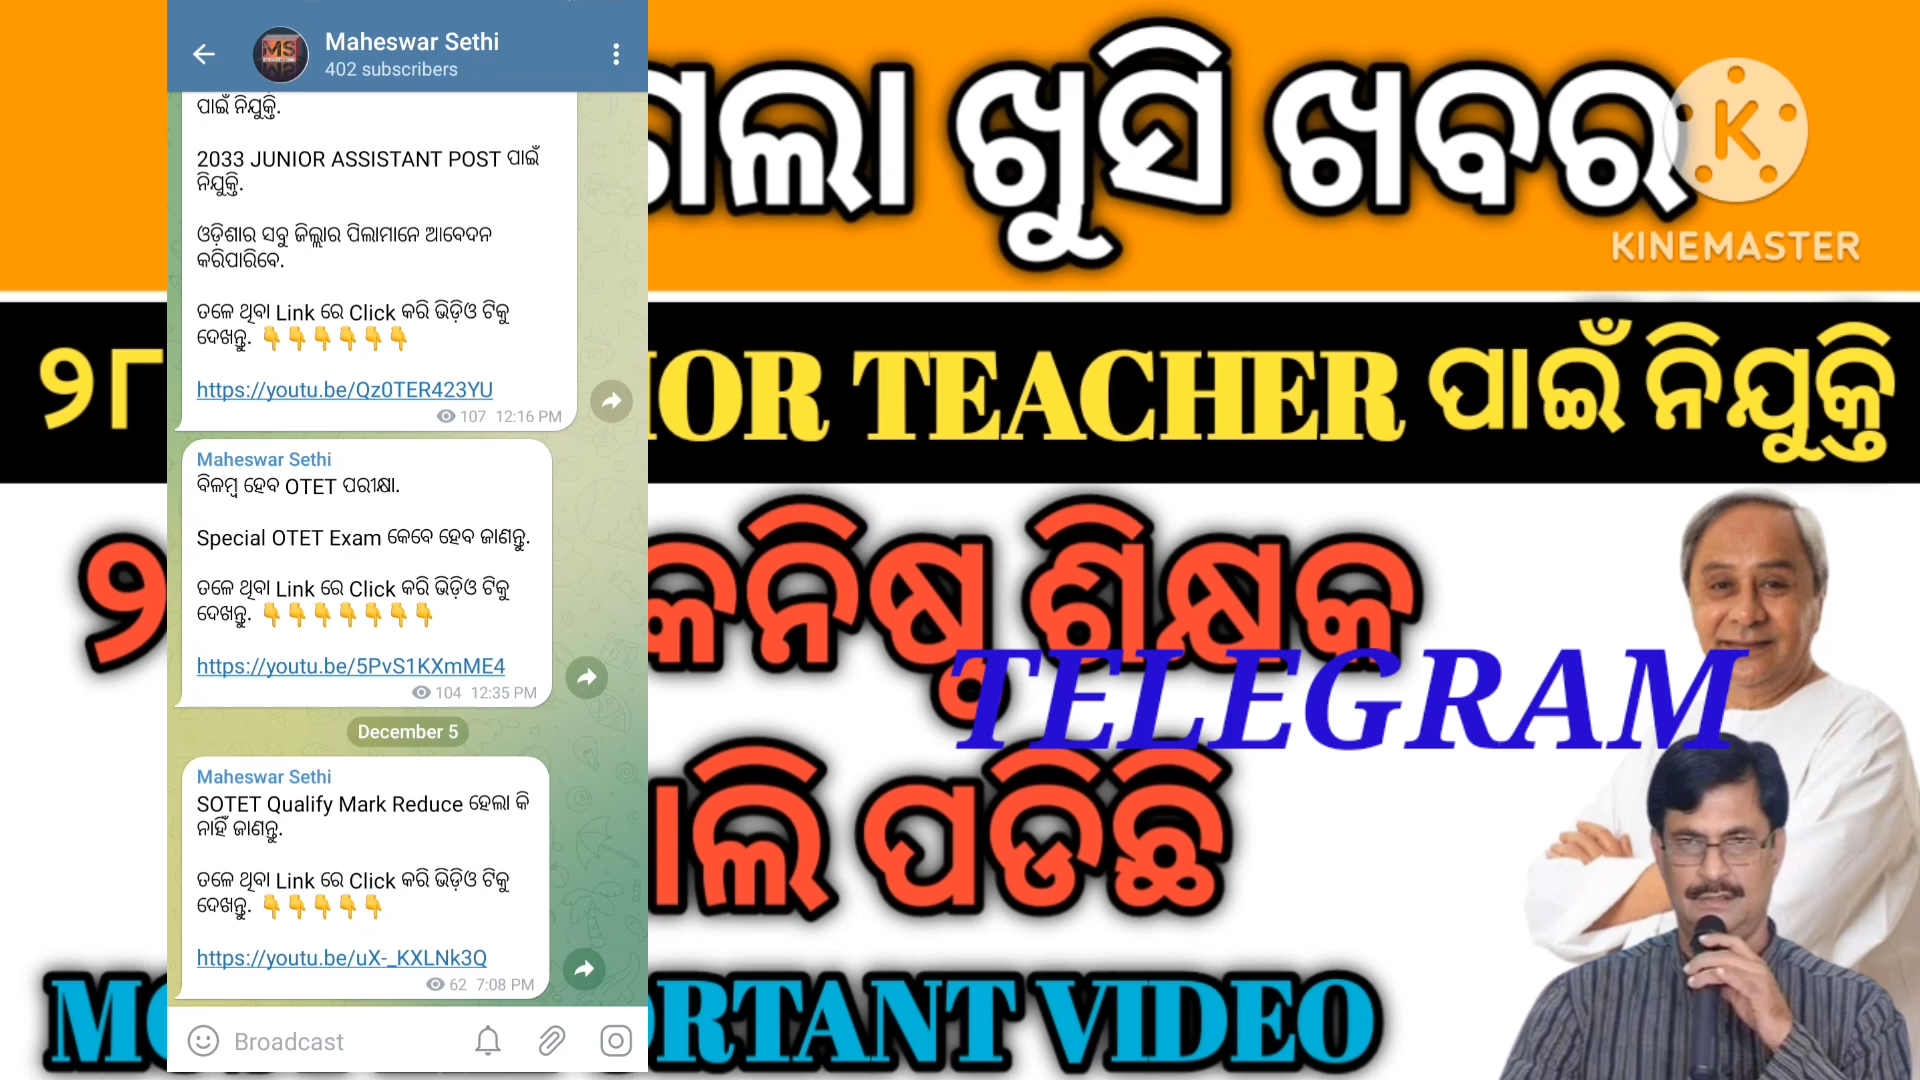 Maheswar Sethi
402 subscribers
ପାଇଁ ନିଯୁକ୍ତି.
2033 JUNIOR ASSISTANT POST ପାଇଁ
ନିଯୁକ୍ତି.
ଓଡ଼ିଶାର ସବୁ ଜିଲ୍ଲାର ପିଲାମାନେ ଆବେଦନ
କରିପାରିବେ.
ତଳେ ଥିବା Link ରେ Click କରି ଭିଡ଼ିଓ ଟିକୁ
ଦେଖନ୍ତୁ. 👇👇👇👇👇👇
https://youtu.be/Qz0TER423YU
107 12:16 PM
Maheswar Sethi
ବିଳମ୍ବ ହେବ OTET ପରୀକ୍ଷା.
Special OTET Exam କେବେ ହେବ ଜାଣନ୍ତୁ.
ତଳେ ଥିବା Link ରେ Click କରି ଭିଡ଼ିଓ ଟିକୁ
ଦେଖନ୍ତୁ. 👇👇👇👇👇👇👇
https://youtu.be/5PvS1KXmME4
104 12:35 PM
December 5
Maheswar Sethi
SOTET Qualify Mark Reduce ହେଲା କି
ନାହିଁ ଜାଣନ୍ତୁ.
ତଳେ ଥିବା Link ରେ Click କରି ଭିଡ଼ିଓ ଟିକୁ
ଦେଖନ୍ତୁ. 👇👇👇👇👇
https://youtu.be/uX-_KXLNk3Q
62 7:08 PM
Broadcast
ଖୁସି ଖବର
KINEMASTER
TEACHER ପାଇଁ ନିଯୁକ୍ତି
କନିଷ୍ଠ ଶିକ୍ଷକ
TELEGRAM
ପଡିଛି
VIDEO